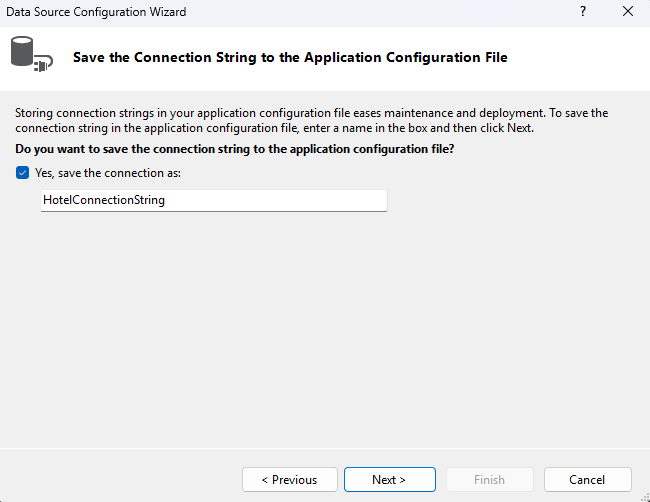 Data Source Configuration Wizard
?
Save the Connection String to the Application Configuration File
Storing connection strings in your application configuration file eases maintenance and deployment. To save the
connection string in the application configuration file, enter a name in the box and then click Next.
Do you want to save the connection string to the application configuration file?
Yes, save the connection as:
HotelConnectionString
< Previous
Next >
Finish
Cancel